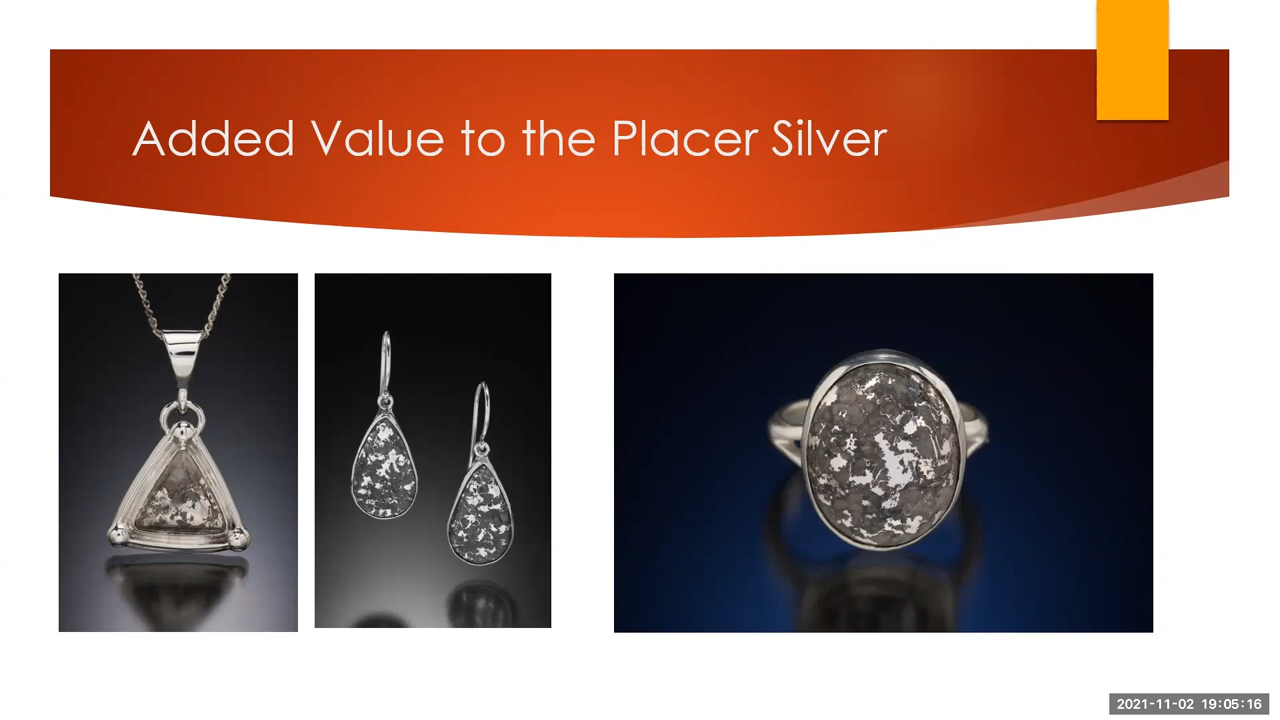 Added Value to the Placer Silver
2021-11-02 19:05:16